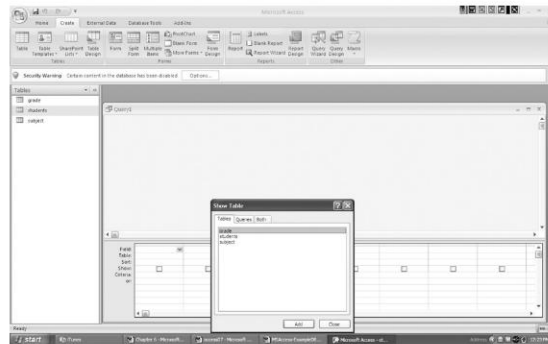 Microsoft Access
Home Create External Data Database Tools Add-Ins
Table Table Templates SharePoint Lists Table Design Form Split Form Multiple Items PivotChart Blank Form More Forms Form Design Report Labels Blank Report Report Wizard Report Design Query Wizard Query Design Macro
Tables Forms Reports Other
Security Warning Certain content in the database has been disabled Options...
Tables
grade
students
subject
Query1
Show Table
Tables Queries Both
grade
students
subject
Add Close
Field:
Table:
Sort:
Show:
Criteria:
or:
Ready
start iTunes Chapter 6 - Microsoft...